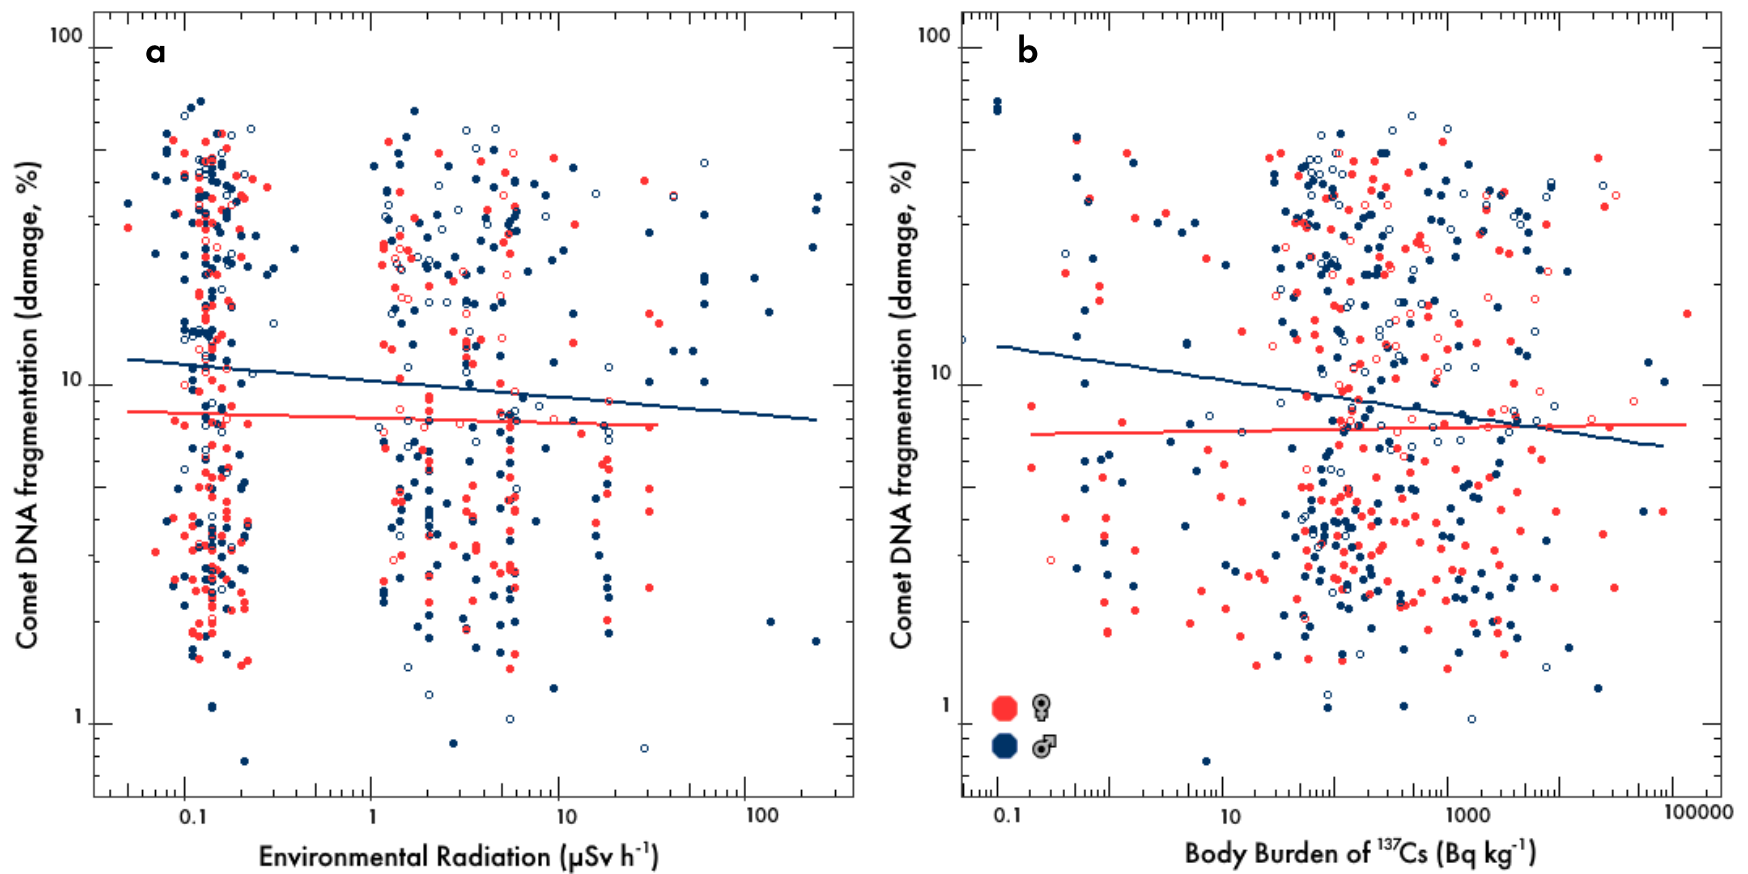 a
Comet DNA fragmentation (damage, %)
100
10
1
0.1
1
10
100
Environmental Radiation (μSv h⁻¹)
b
Comet DNA fragmentation (damage, %)
100
10
1
♀
♂
0.1
10
1000
100000
Body Burden of ¹³⁷Cs (Bq kg⁻¹)